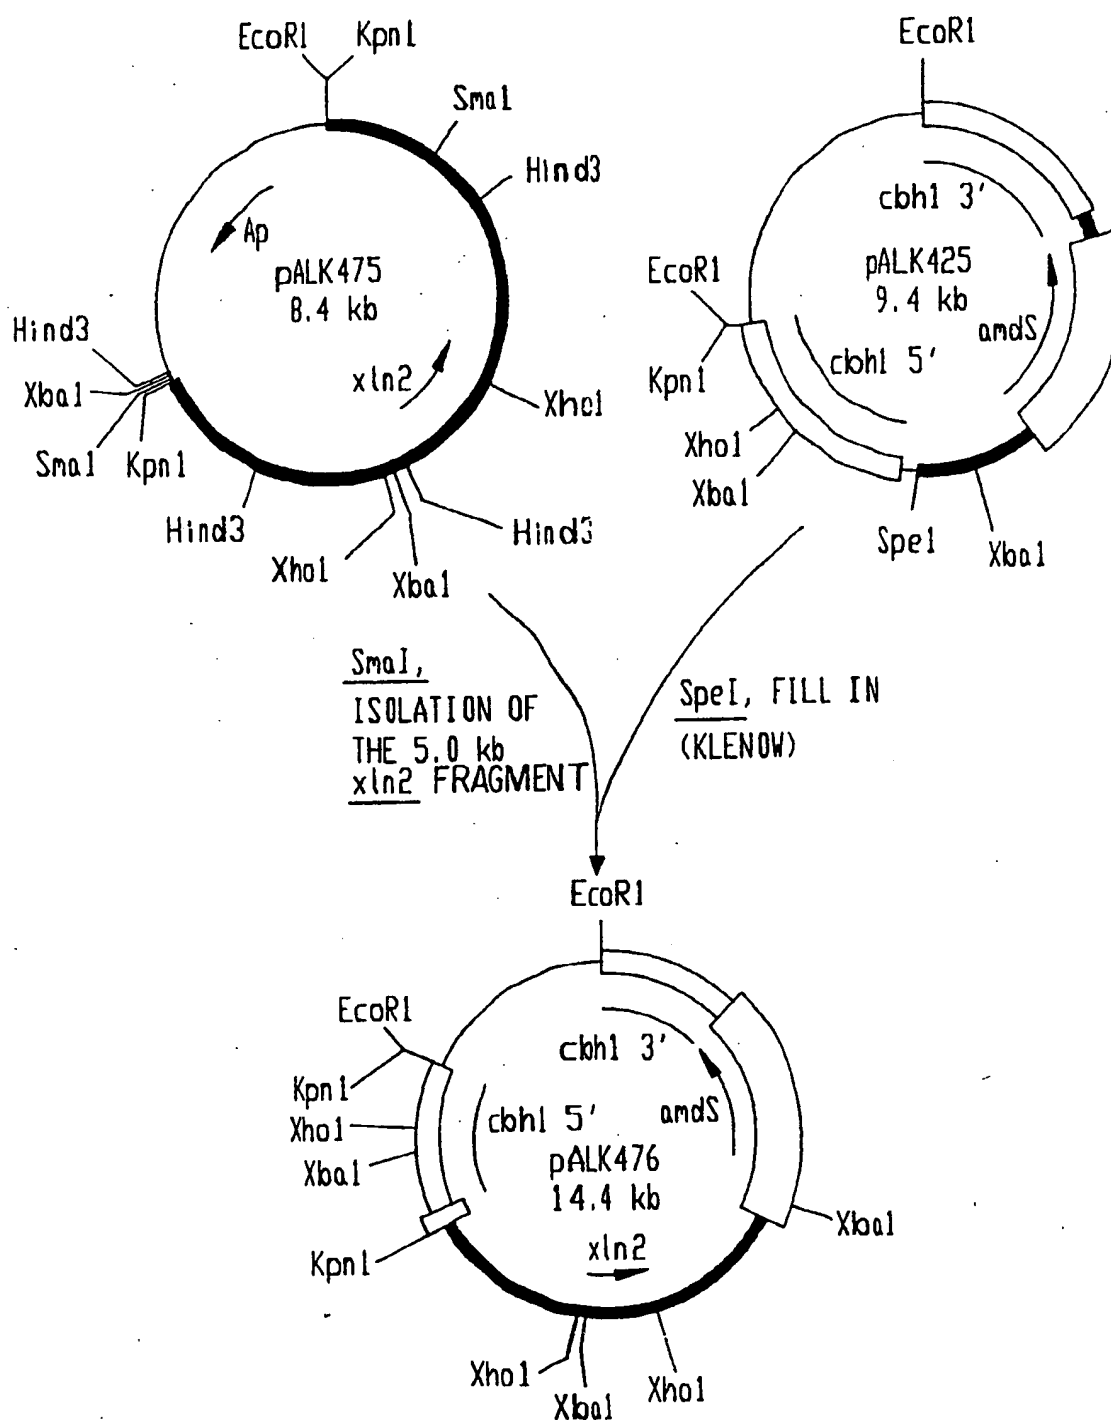 EcoR1
Kpn1
Sma1
Hind3
Ap
pALK475
8.4 kb
xln2
Hind3
Xba1
Sma1
Kpn1
Hind3
Xho1
Xba1
Hind3
Xho1
EcoR1
cbh1 3'
pALK425
9.4 kb
EcoR1
Kpn1
amdS
cbh1 5'
Xho1
Xba1
Spe1
Xba1
SmaI,
ISOLATION OF
THE 5.0 kb
xln2 FRAGMENT
SpeI, FILL IN
(KLENOW)
EcoR1
EcoR1
Kpn1
Xho1
Xba1
Kpn1
cbh1 3'
cbh1 5'
amdS
pALK476
14.4 kb
xln2
Xba1
Xho1
Xba1
Xho1